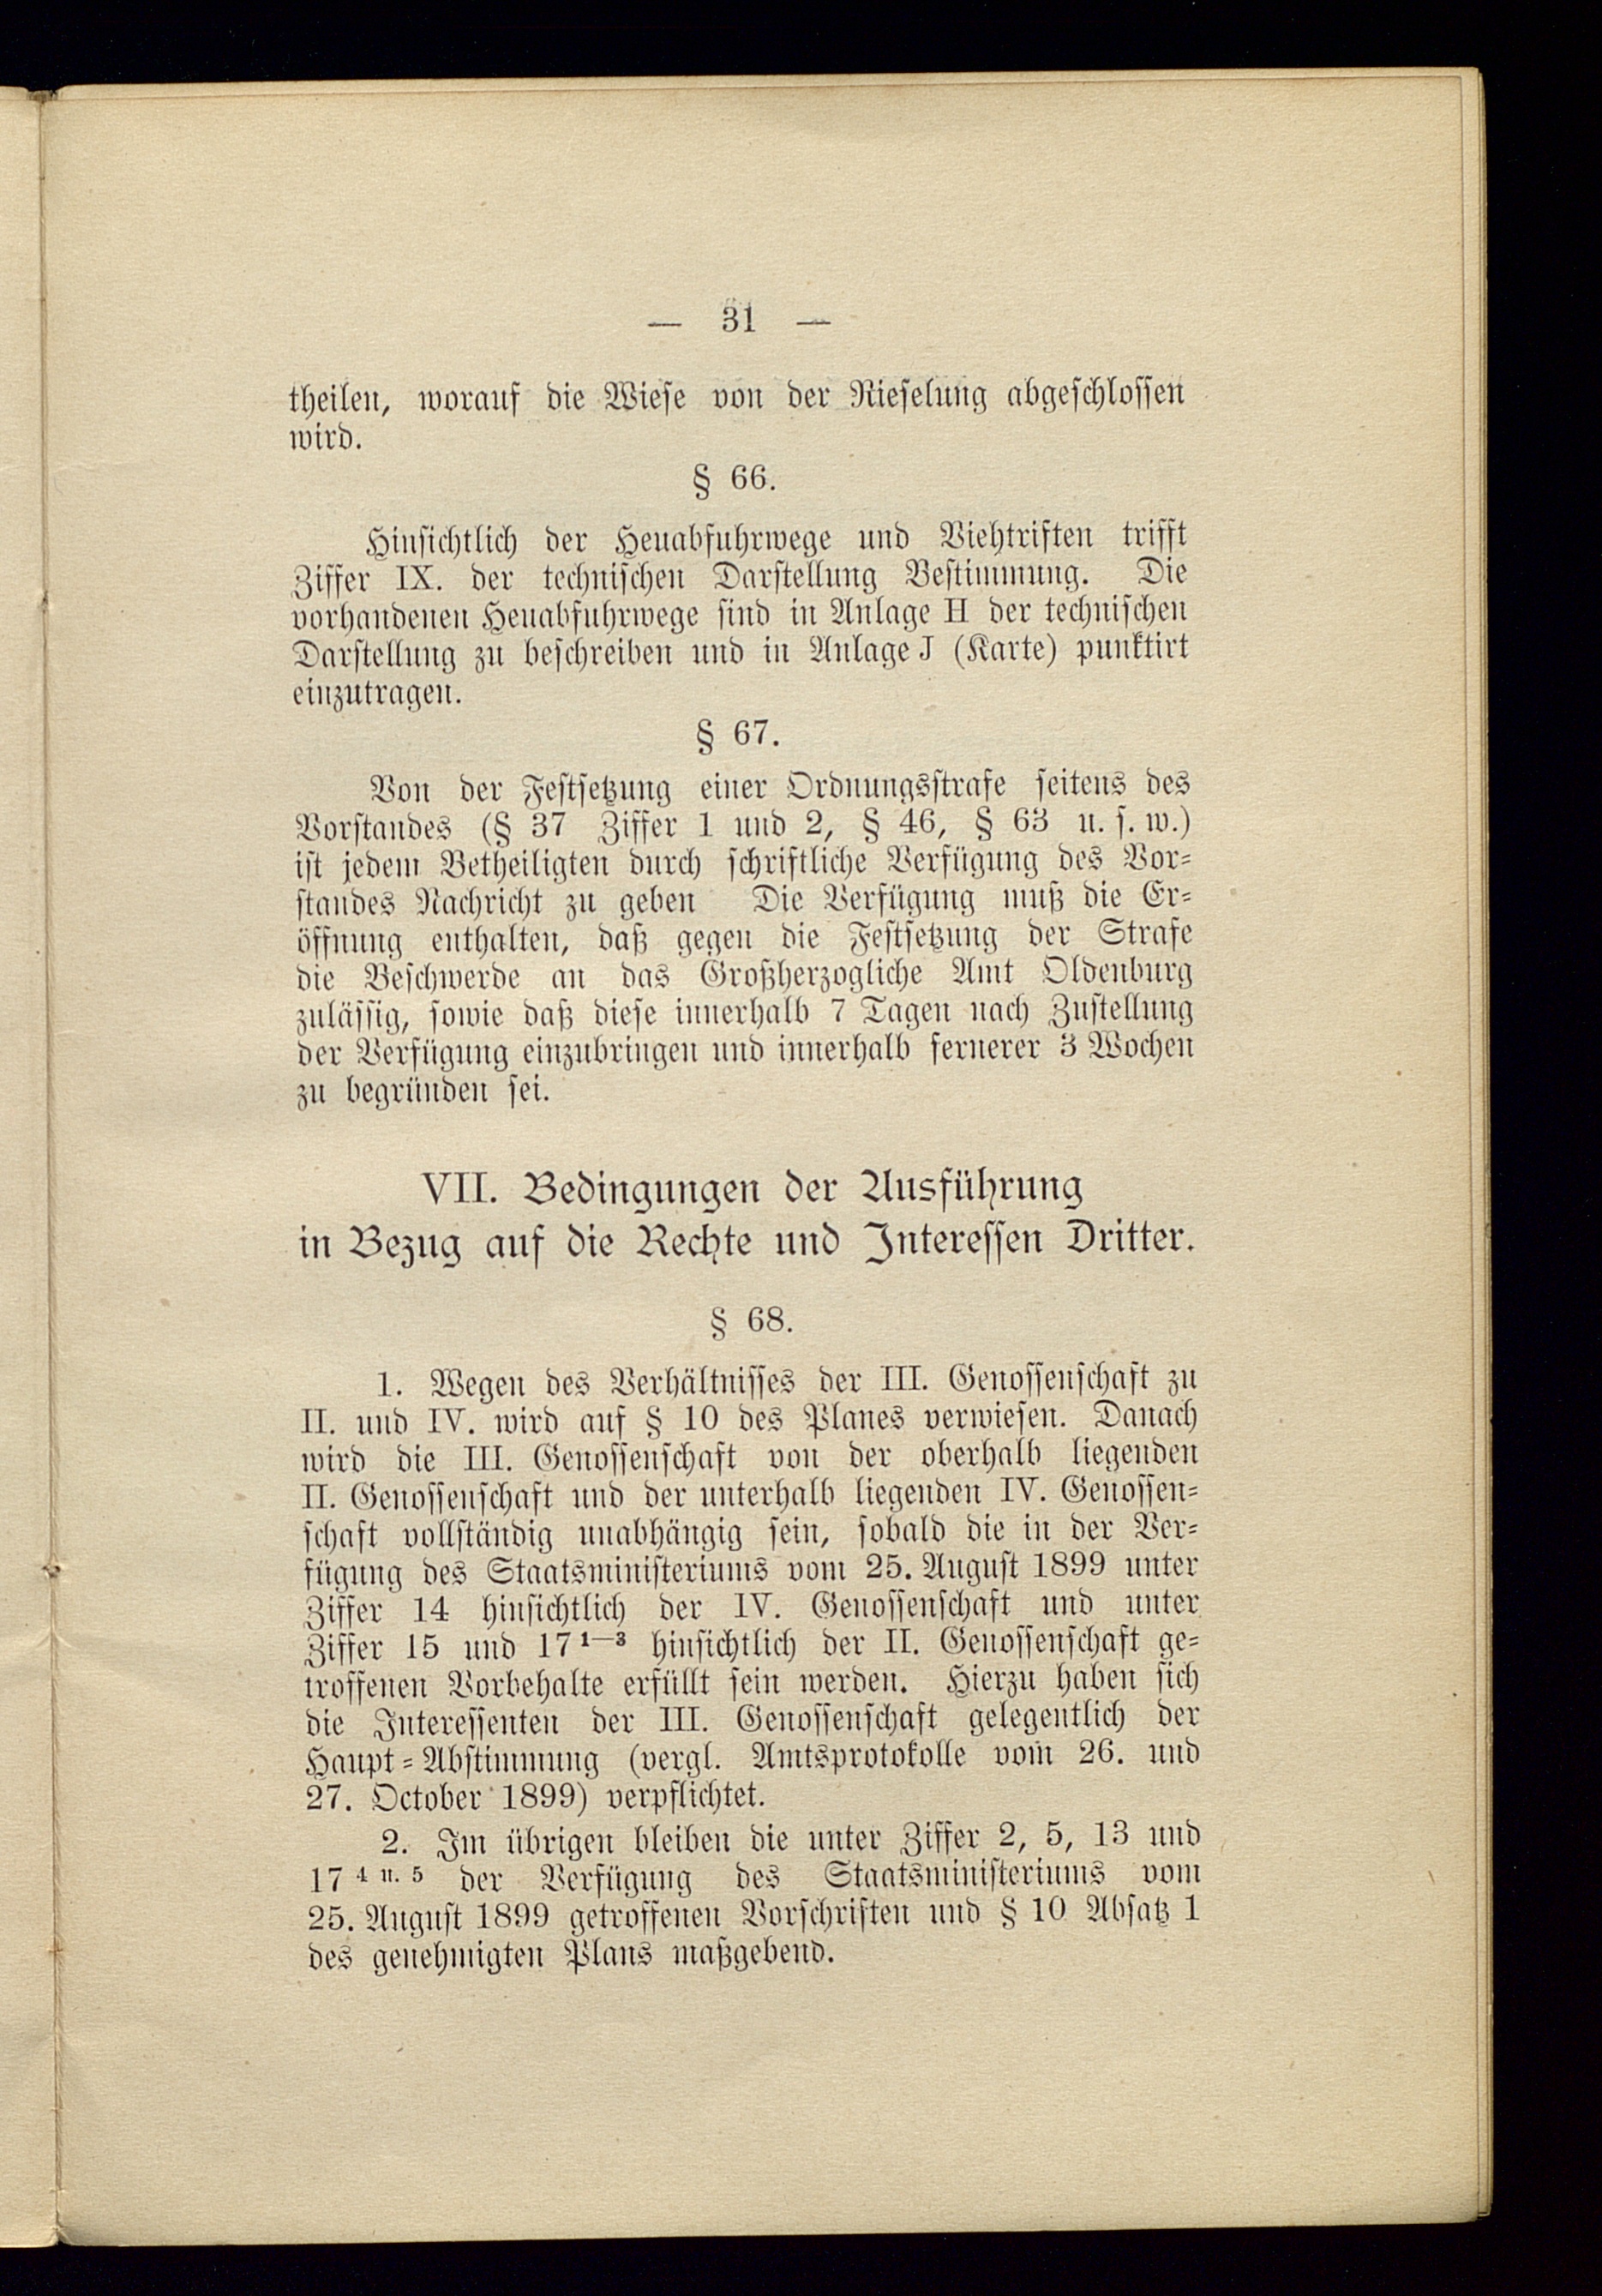 — 31 —
theilen, worauf die Wiese von der Rieselung abgeschlossen
wird.
§ 66.
Hinsichtlich der Heuabfuhrwege und Viehtriften trifft
Ziffer IX. der technischen Darstellung Bestimmung. Die
vorhandenen Heuabfuhrwege sind in Anlage H der technischen
Darstellung zu beschreiben und in Anlage J (Karte) punktirt
einzutragen.
§ 67.
Von der Festsetzung einer Ordnungsstrafe seitens des
Vorstandes (§ 37 Ziffer 1 und 2, § 46, § 63 u. s. w.)
ist jedem Betheiligten durch schriftliche Verfügung des Vor-
standes Nachricht zu geben Die Verfügung muß die Er-
öffnung enthalten, daß gegen die Festsetzung der Strafe
die Beschwerde an das Großherzogliche Amt Oldenburg
zulässig, sowie daß diese innerhalb 7 Tagen nach Zustellung
der Verfügung einzubringen und innerhalb fernerer 3 Wochen
zu begründen sei.
VII. Bedingungen der Ausführung
in Bezug auf die Rechte und Interessen Dritter.
§ 68.
1. Wegen des Verhältnisses der III. Genossenschaft zu
II. und IV. wird auf § 10 des Planes verwiesen. Danach
wird die III. Genossenschaft von der oberhalb liegenden
II. Genossenschaft und der unterhalb liegenden IV. Genossen-
schaft vollständig unabhängig sein, sobald die in der Ver-
fügung des Staatsministeriums vom 25. August 1899 unter
Ziffer 14 hinsichtlich der IV. Genossenschaft und unter
Ziffer 15 und 17 ¹—³ hinsichtlich der II. Genossenschaft ge-
troffenen Vorbehalte erfüllt sein werden. Hierzu haben sich
die Interessenten der III. Genossenschaft gelegentlich der
Haupt-Abstimmung (vergl. Amtsprotokolle vom 26. und
27. October 1899) verpflichtet.
2. Im übrigen bleiben die unter Ziffer 2, 5, 13 und
17 ⁴ u. ⁵ der Verfügung des Staatsministeriums vom
25. August 1899 getroffenen Vorschriften und § 10 Absatz 1
des genehmigten Plans maßgebend.